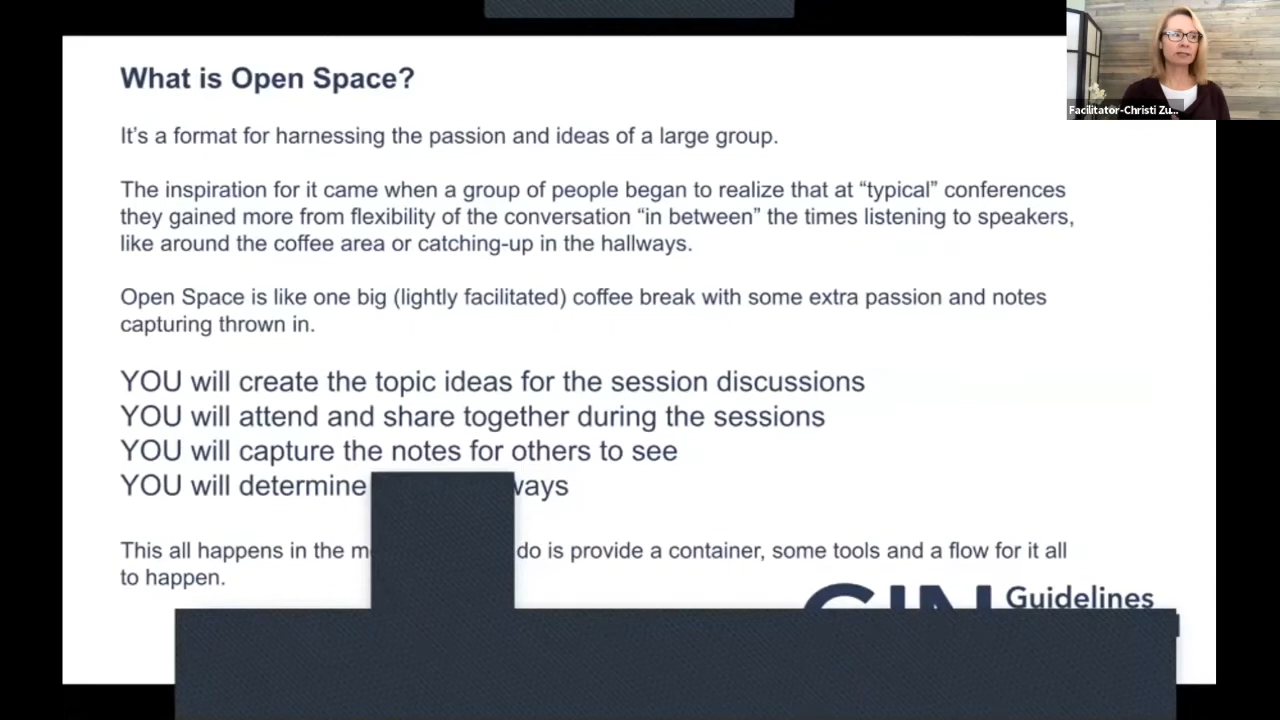 What is Open Space?
Facilitator-Christi Zu...
It’s a format for harnessing the passion and ideas of a large group.
The inspiration for it came when a group of people began to realize that at “typical” conferences
they gained more from flexibility of the conversation “in between” the times listening to speakers,
like around the coffee area or catching-up in the hallways.
Open Space is like one big (lightly facilitated) coffee break with some extra passion and notes
capturing thrown in.
YOU will create the topic ideas for the session discussions
YOU will attend and share together during the sessions
YOU will capture the notes for others to see
YOU will determine
This all happens in the do is provide a container, some tools and a flow for it all
to happen.
GIN Guidelines